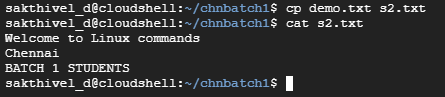 sakthivel_d@cloudshell:~/chnbatch1$ cp demo.txt s2.txt
sakthivel_d@cloudshell:~/chnbatch1$ cat s2.txt
Welcome to Linux commands
Chennai
BATCH 1 STUDENTS
sakthivel_d@cloudshell:~/chnbatch1$